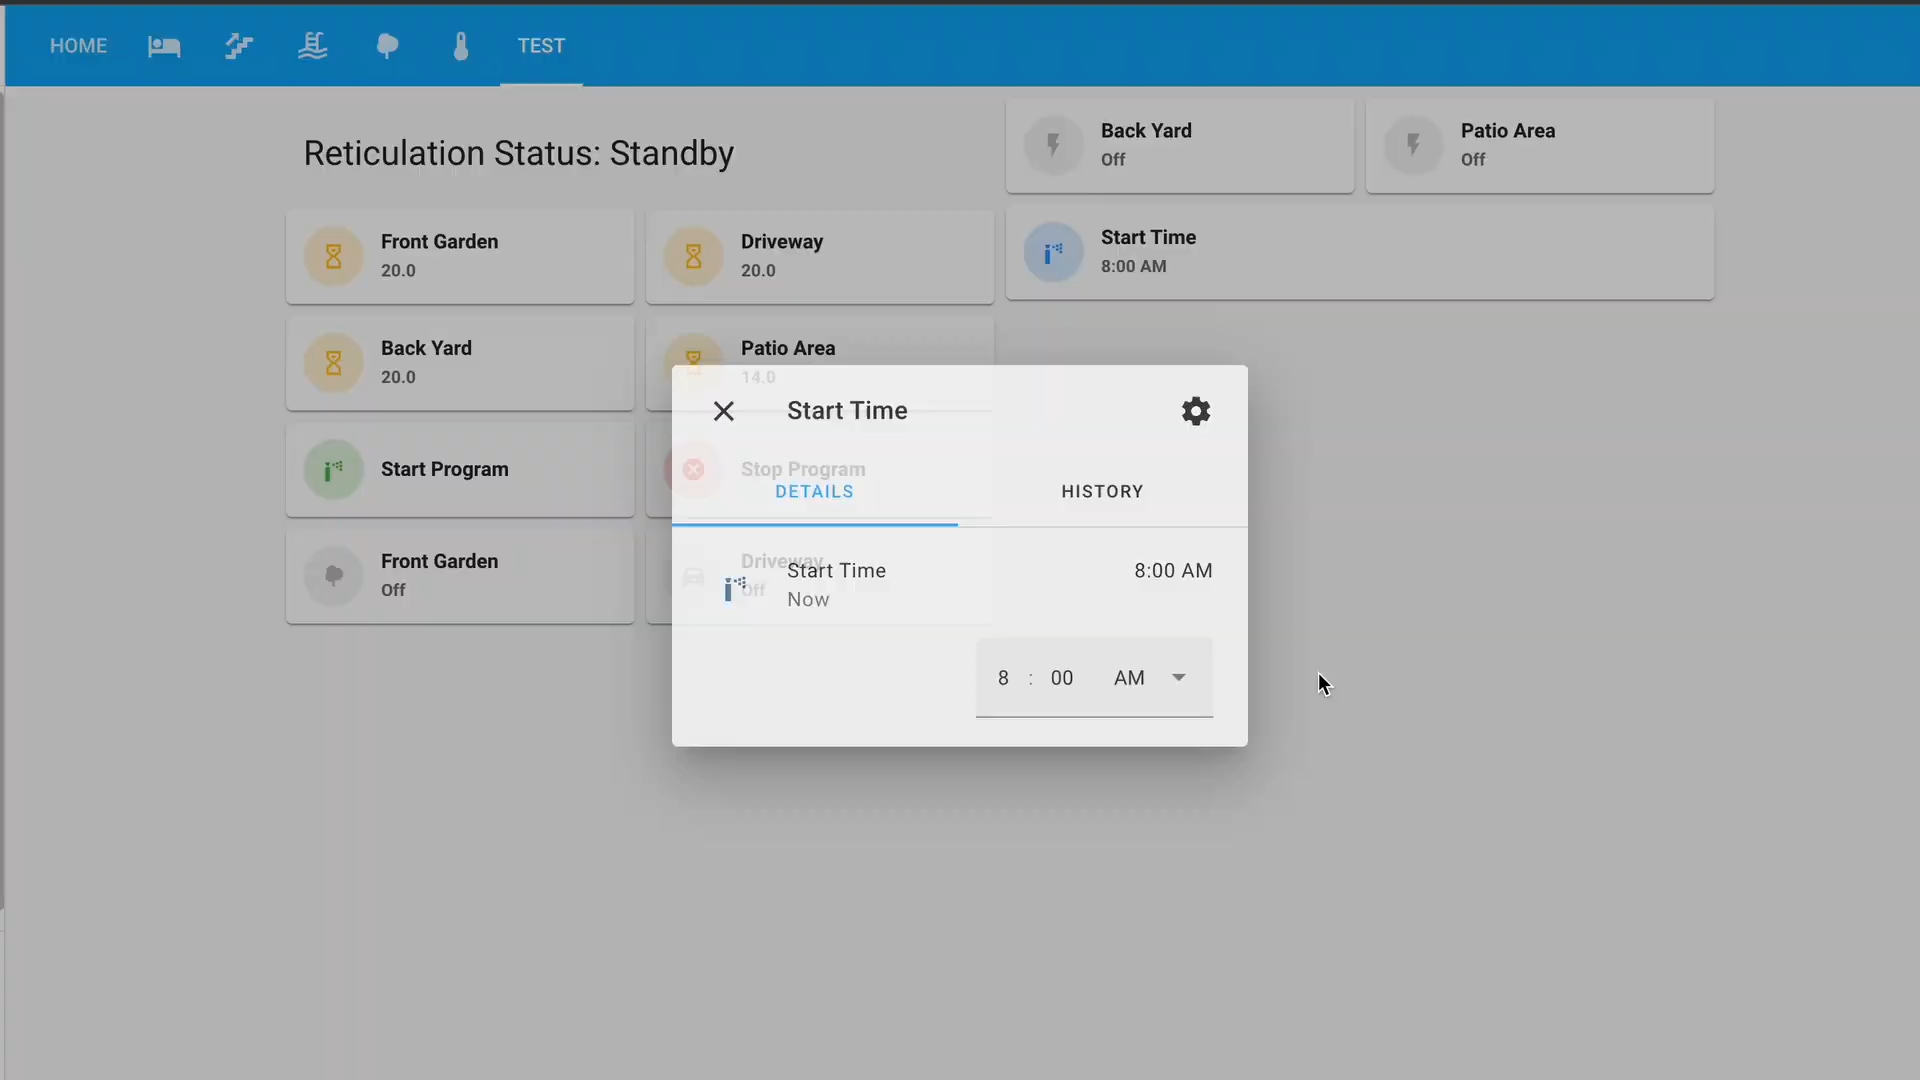 HOME
TEST
Reticulation Status: Standby
Front Garden
20.0
Driveway
20.0
Back Yard
20.0
Patio Area
14.0
Start Program
Stop Program
Front Garden
Off
Driveway
Off
Back Yard
Off
Patio Area
Off
Start Time
8:00 AM
Start Time
DETAILS
HISTORY
Start Time
8:00 AM
Now
8 : 00 AM